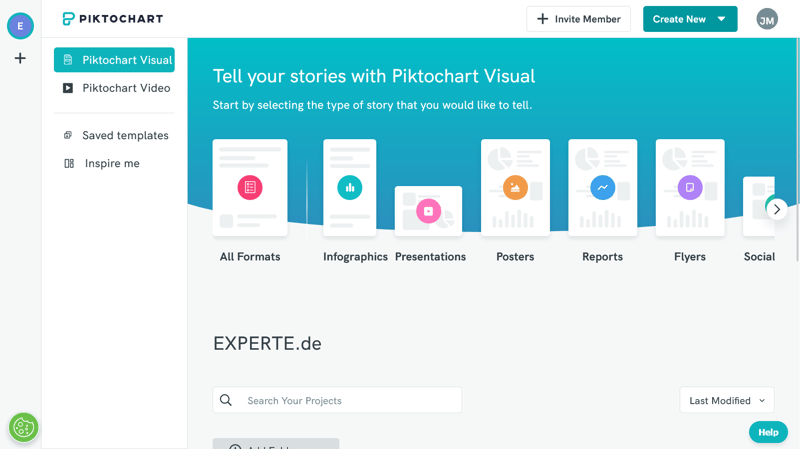 E
PIKTOCHART
Invite Member
Create New
JM
Piktochart Visual
Piktochart Video
Saved templates
Inspire me
Tell your stories with Piktochart Visual
Start by selecting the type of story that you would like to tell.
All Formats
Infographics
Presentations
Posters
Reports
Flyers
Social
EXPERTE.de
Search Your Projects
Last Modified
Help